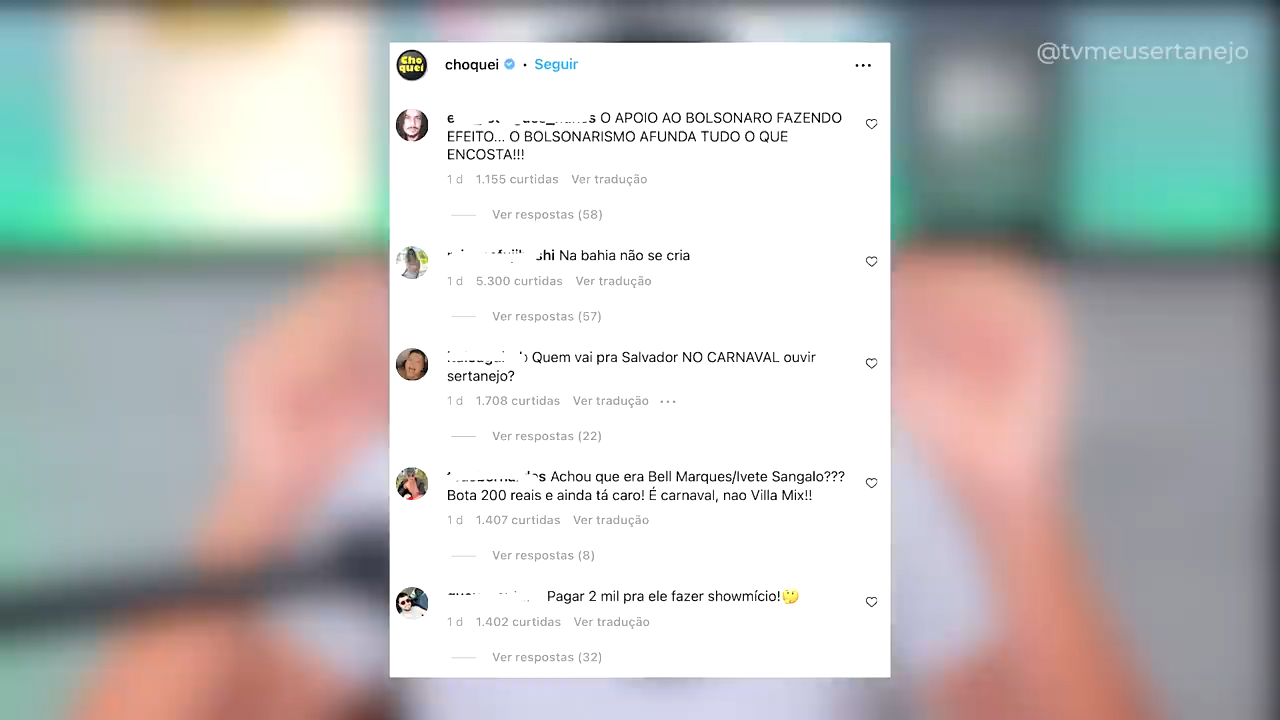 @tvmeusertanejo
Cho
quei
choquei · Seguir
O APOIO AO BOLSONARO FAZENDO
EFEITO... O BOLSONARISMO AFUNDA TUDO O QUE
ENCOSTA!!!
1 d 1.155 curtidas Ver tradução
Ver respostas (58)
Na bahia não se cria
1 d 5.300 curtidas Ver tradução
Ver respostas (57)
Quem vai pra Salvador NO CARNAVAL ouvir
sertanejo?
1 d 1.708 curtidas Ver tradução
Ver respostas (22)
Achou que era Bell Marques/Ivete Sangalo???
Bota 200 reais e ainda tá caro! É carnaval, nao Villa Mix!!
1 d 1.407 curtidas Ver tradução
Ver respostas (8)
Pagar 2 mil pra ele fazer showmício!🤔
1 d 1.402 curtidas Ver tradução
Ver respostas (32)